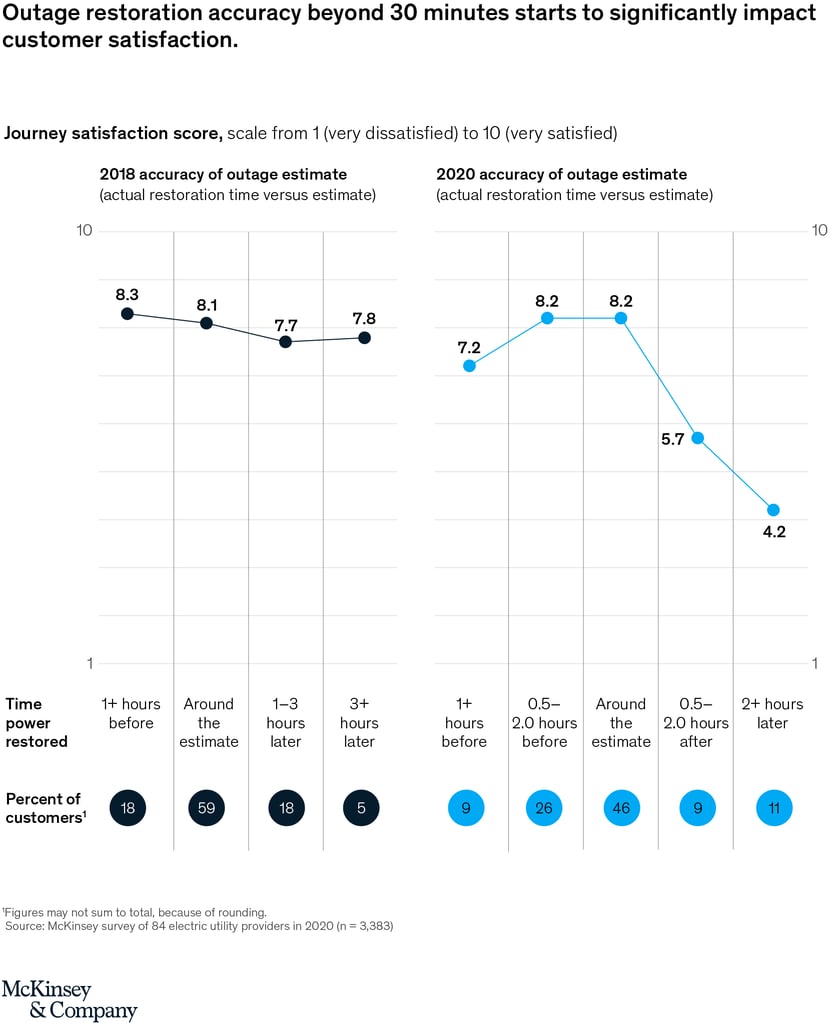 Outage restoration accuracy beyond 30 minutes starts to significantly impact
customer satisfaction.
Journey satisfaction score, scale from 1 (very dissatisfied) to 10 (very satisfied)
2018 accuracy of outage estimate
(actual restoration time versus estimate)
10
8.3
8.1
7.7
7.8
1
2020 accuracy of outage estimate
(actual restoration time versus estimate)
10
7.2
8.2
8.2
5.7
4.2
1
Time
power
restored
1+ hours
before
Around
the
estimate
1–3
hours
later
3+
hours
later
1+
hours
before
0.5–
2.0 hours
before
Around
the
estimate
0.5–
2.0 hours
after
2+ hours
later
Percent of
customers¹
18
59
18
5
9
26
46
9
11
¹Figures may not sum to total, because of rounding.
Source: McKinsey survey of 84 electric utility providers in 2020 (n = 3,383)
McKinsey
& Company